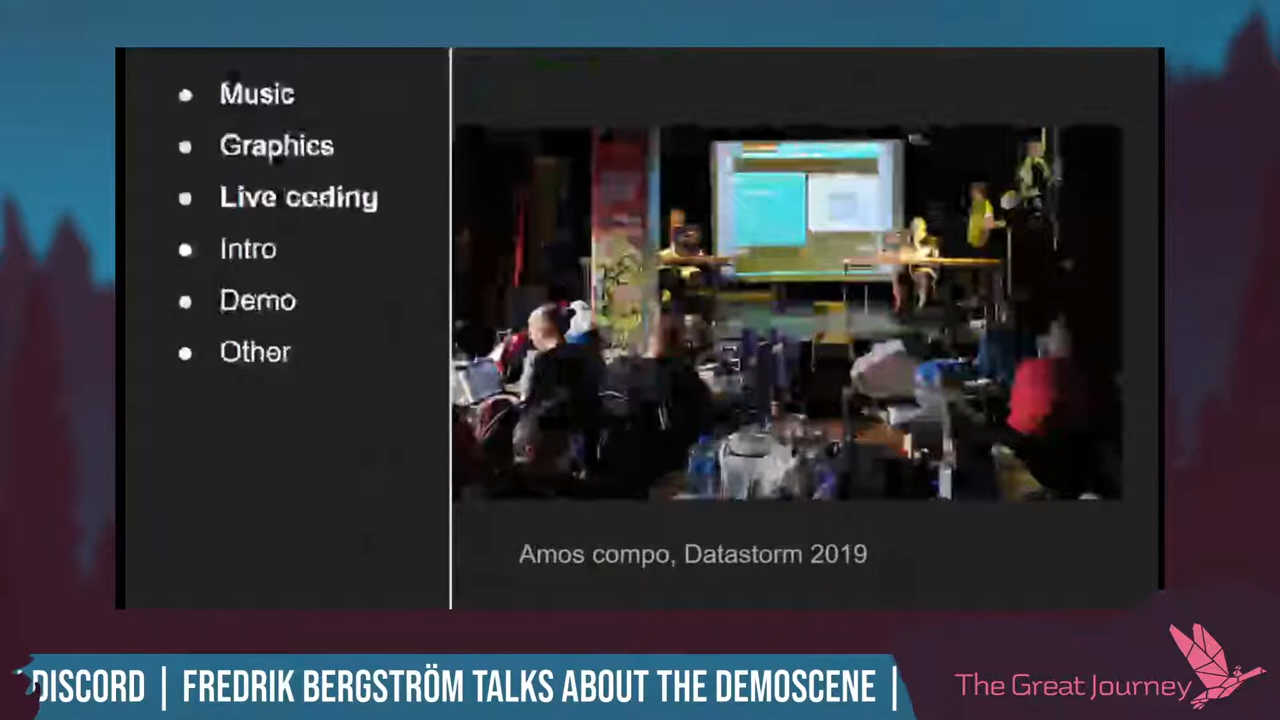 Music
Graphics
Live coding
Intro
Demo
Other
Amos compo, Datastorm 2019
DISCORD | FREDRIK BERGSTRÖM TALKS ABOUT THE DEMOSCENE |
The Great Journey